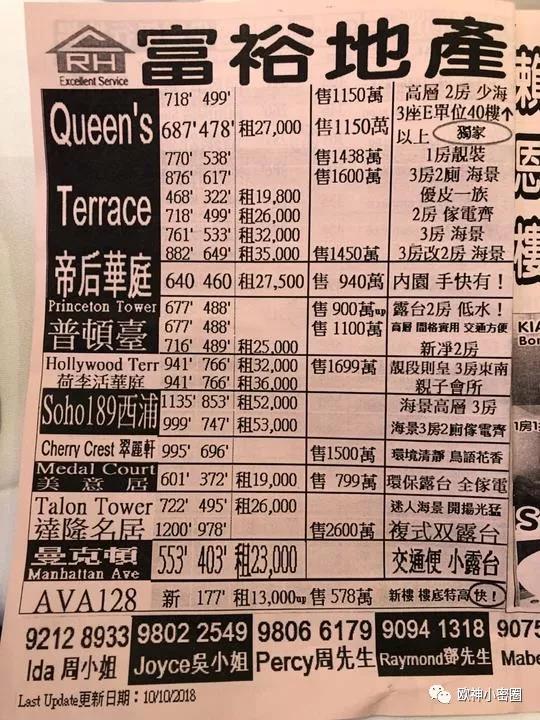 RH
Excellent Service
富裕地產
Queen's
Terrace
帝后華庭
718' 499' 售1150萬 高層 2房 少海
687' 478' 租27,000 售1150萬 3座E單位40樓↑
以上 獨家
770' 538' 售1438萬 1房靚裝
876' 617' 售1600萬 3房2廁 海景
468' 322' 租19,800 優皮一族
718' 499' 租26,000 2房 傢電齊
761' 533' 租32,000 3房 海景
882' 649' 租35,000 售1450萬 3房改2房 海景
640 460 租27,500 售 940萬 內園 手快有！
Princeton Tower
普頓臺
677' 488' 售 900萬up 露台2房 低水！
677' 488' 售 1100萬 高層 間格實用 交通方便
716' 489' 租25,000 新凈2房
Hollywood Terr
荷李活華庭
941' 766' 租32,000 售1699萬 靚段則皇 3房東南
941' 766' 租36,000 親子會所
Soho189西浦
1135' 853' 租52,000 海景高層 3房
999' 747' 租53,000 海景3房2廁傢電齊
Cherry Crest 翠麗軒 995' 696' 售1500萬 環境清靜 鳥語花香
Medal Court
美意居
601' 372' 租19,000 售 799萬 環保露台 全傢電
Talon Tower 722' 495' 租26,000 迷人海景 開揚光猛
達隆名居 1200' 978' 售2600萬 複式双露台
曼克頓
Manhattan Ave
553' 403' 租23,000 交通便 小露台
AVA128 新 177' 租13,000up 售 578萬 新樓 樓底特高 快！
9212 8933 9802 2549 9806 6179 9094 1318 9075
Ida 周小姐 Joyce吳小姐 Percy周先生 Raymond鄧先生 Mabe
Last Update更新日期：10/10/2018
賴恩樓
KIA
Bor
1房1
S
欧神小密圈